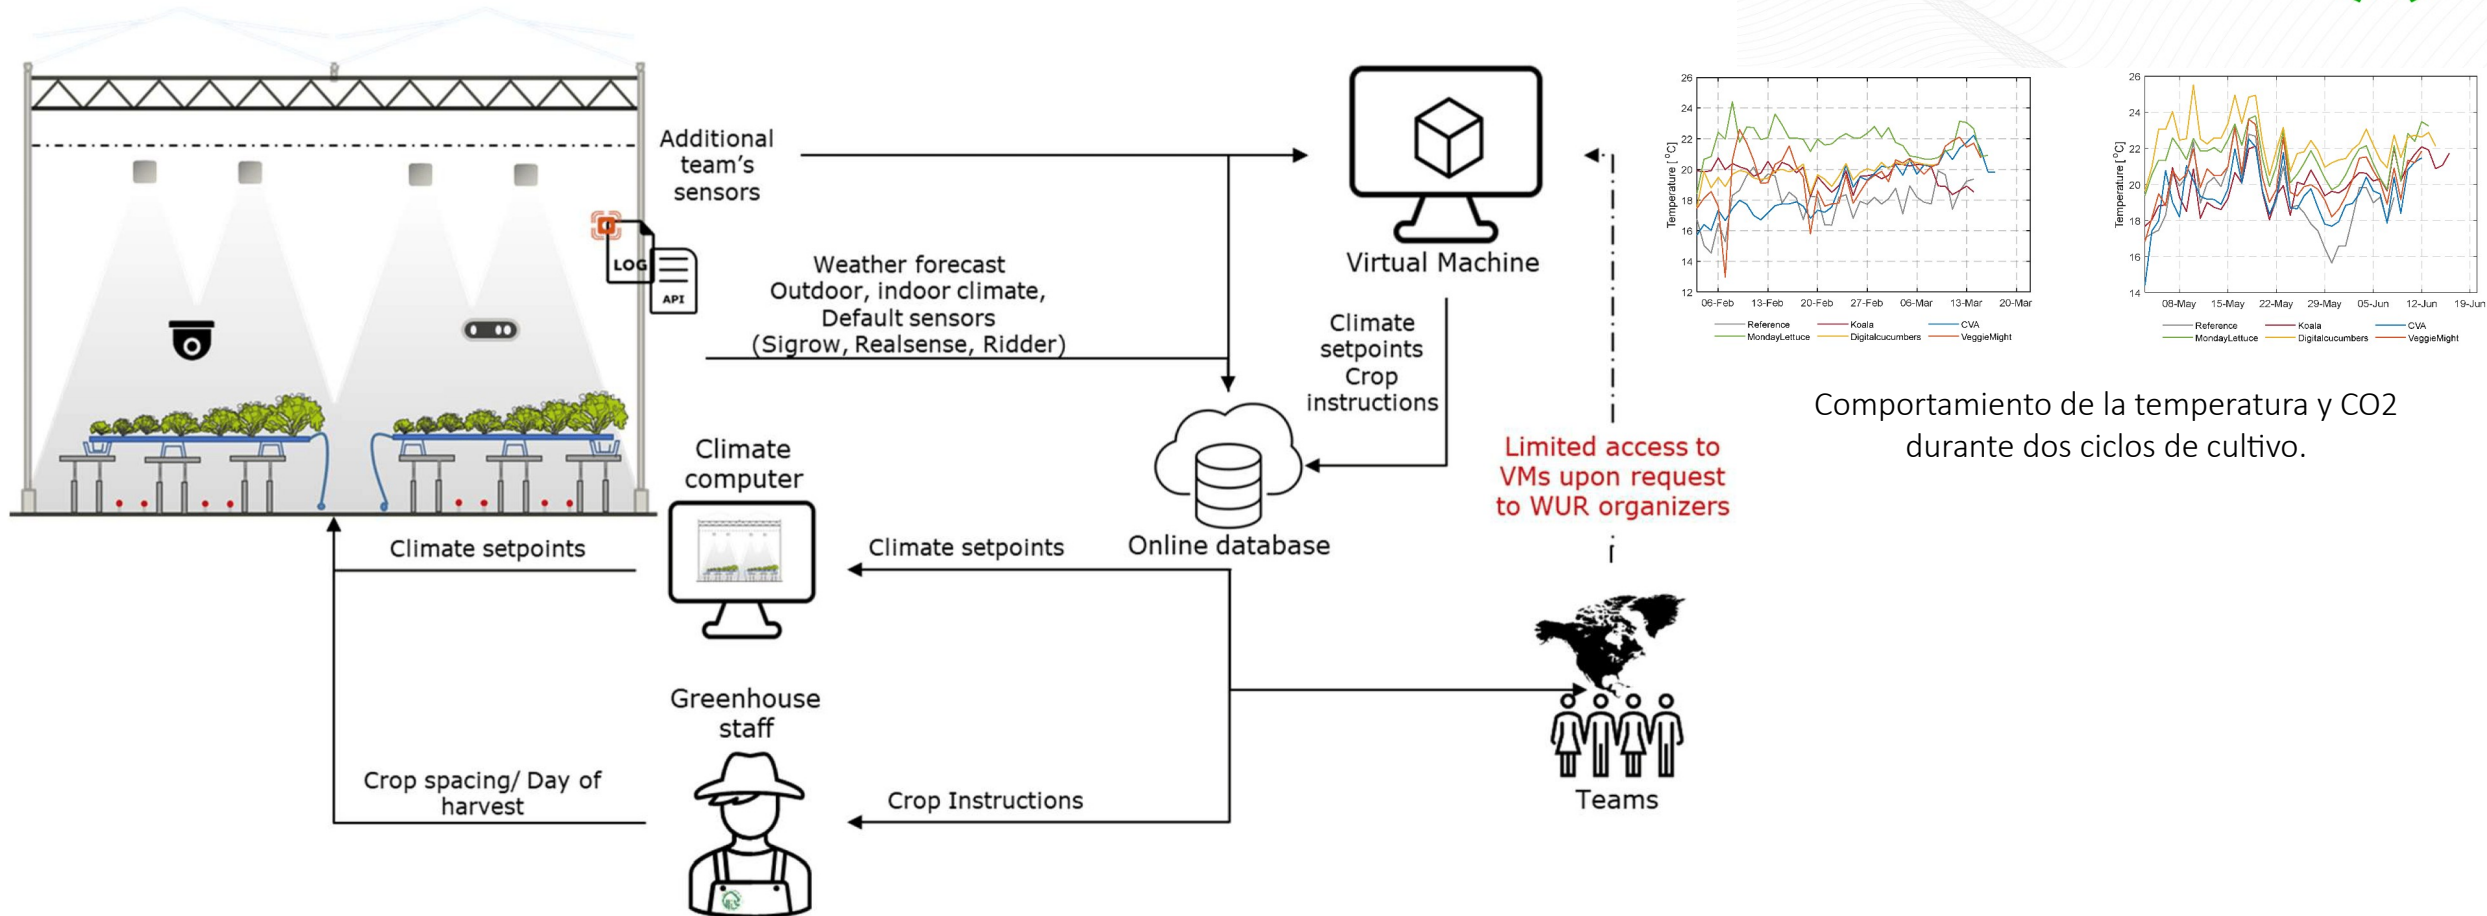 Additional
team's
sensors
LOG
API
Weather forecast
Outdoor, indoor climate,
Default sensors
(Sigrow, Realsense, Ridder)
Virtual Machine
Climate
setpoints
Crop
instructions
Online database
Limited access to
VMs upon request
to WUR organizers
Climate
computer
Climate setpoints
Climate setpoints
Greenhouse
staff
Crop spacing/ Day of
harvest
Crop Instructions
Teams
Temperature [°C]
26
24
22
20
18
16
14
12
06-Feb 13-Feb 20-Feb 27-Feb 06-Mar 13-Mar 20-Mar
Reference Koala CVA
MondayLettuce Digitalcucumbers VeggieMight
Temperature [°C]
26
24
22
20
18
16
14
08-May 15-May 22-May 29-May 05-Jun 12-Jun 19-Jun
Reference Koala CVA
MondayLettuce Digitalcucumbers VeggieMight
Comportamiento de la temperatura y CO2
durante dos ciclos de cultivo.